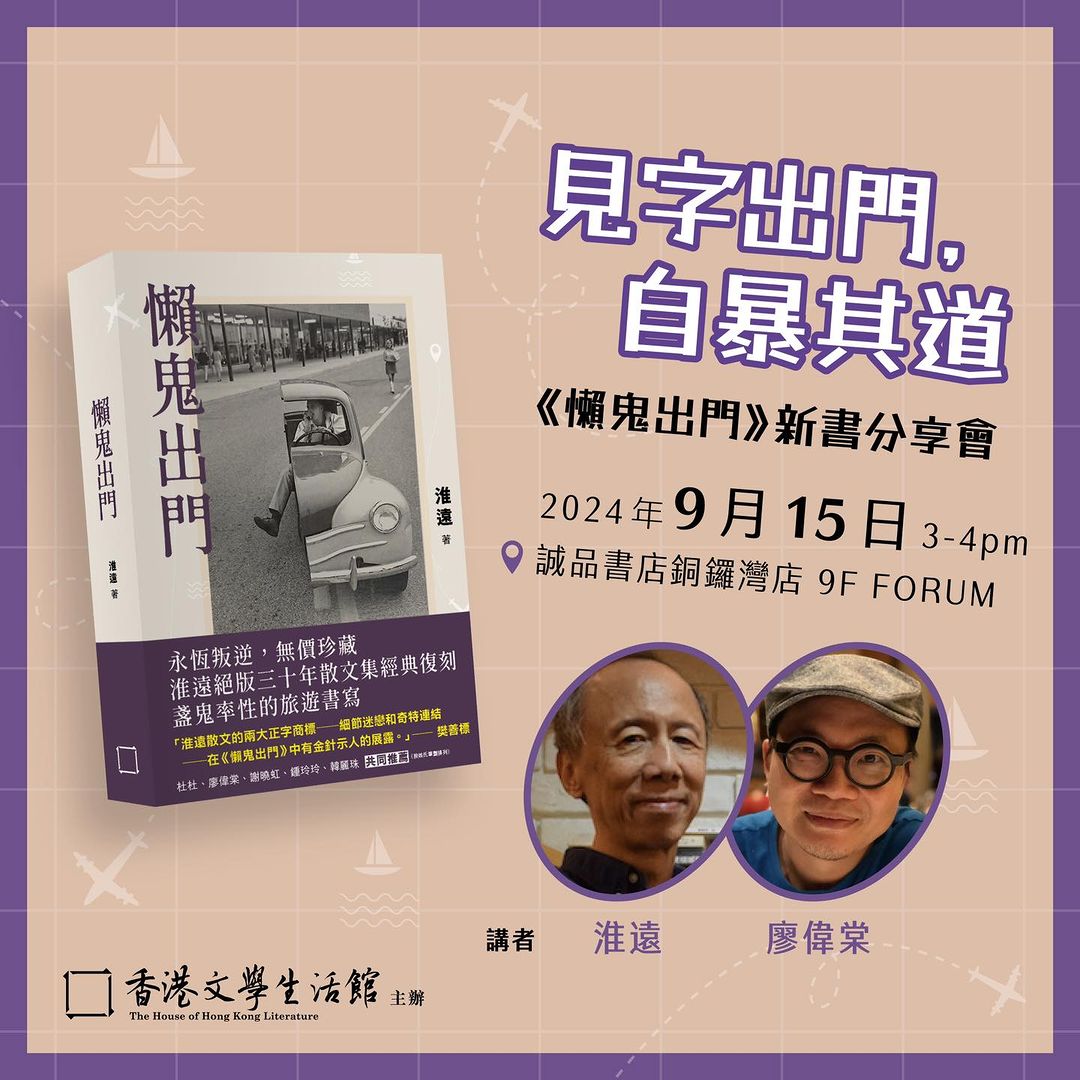 見字出門,
自暴其道
《懶鬼出門》新書分享會
2024年9月15日 3-4pm
誠品書店銅鑼灣店 9F FORUM
懶鬼出門
淮遠 著
懶鬼出門
淮遠 著
永恆叛逆，無價珍藏
淮遠絕版三十年散文集經典復刻
盞鬼率性的旅遊書寫
「淮遠散文的兩大正字商標——細節迷戀和奇特連結
——在《懶鬼出門》中有金針示人的展露。」—— 樊善標
杜杜、廖偉棠、謝曉虹、鍾玲玲、韓麗珠 共同推薦 (按姓氏筆劃排列)
講者 淮遠 廖偉棠
香港文學生活館 主辦
The House of Hong Kong Literature